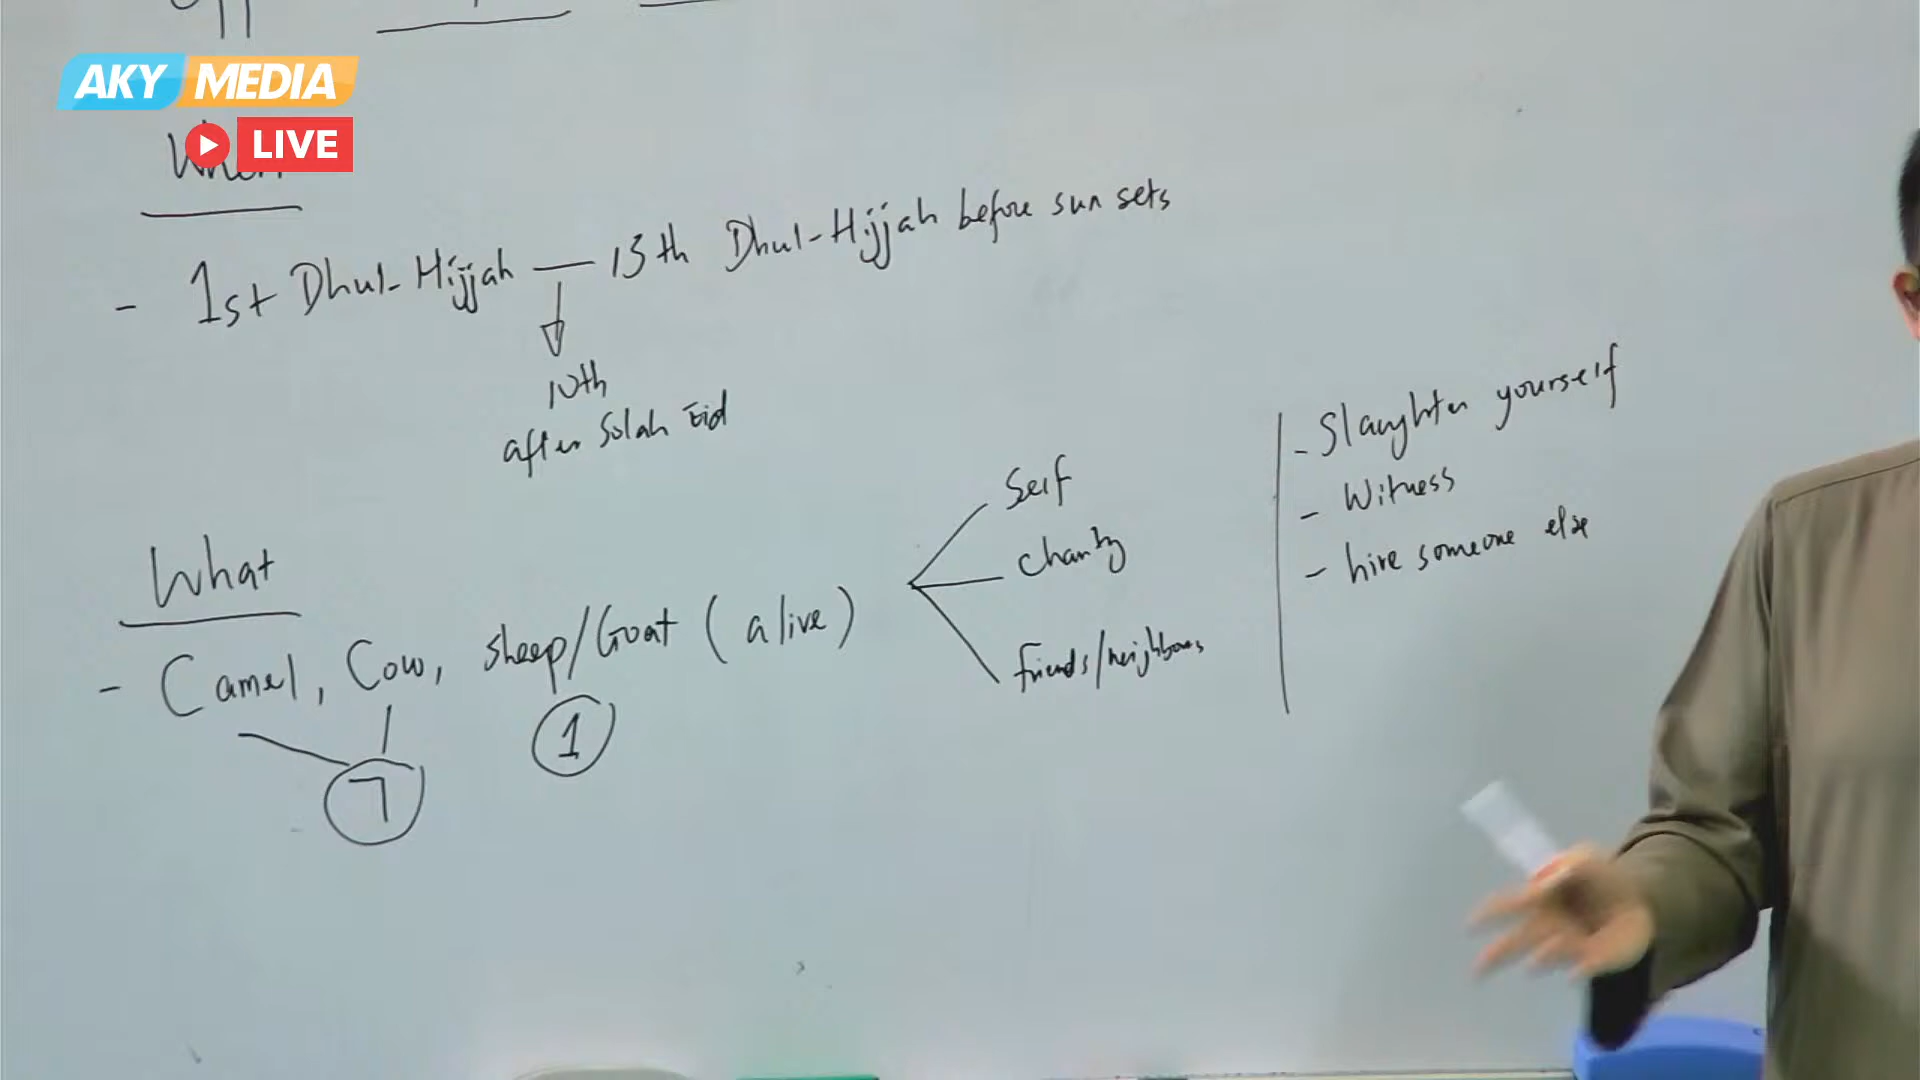 AKY MEDIA
LIVE
When
- 1st Dhul-Hijjah — 13th Dhul-Hijjah before sun sets
10th
after Solah Eid
What
- Camel, Cow, Sheep/Goat (alive)
7
1
Self
Charity
Friends/neighbours
- Slaughter yourself
- Witness
- hire someone else